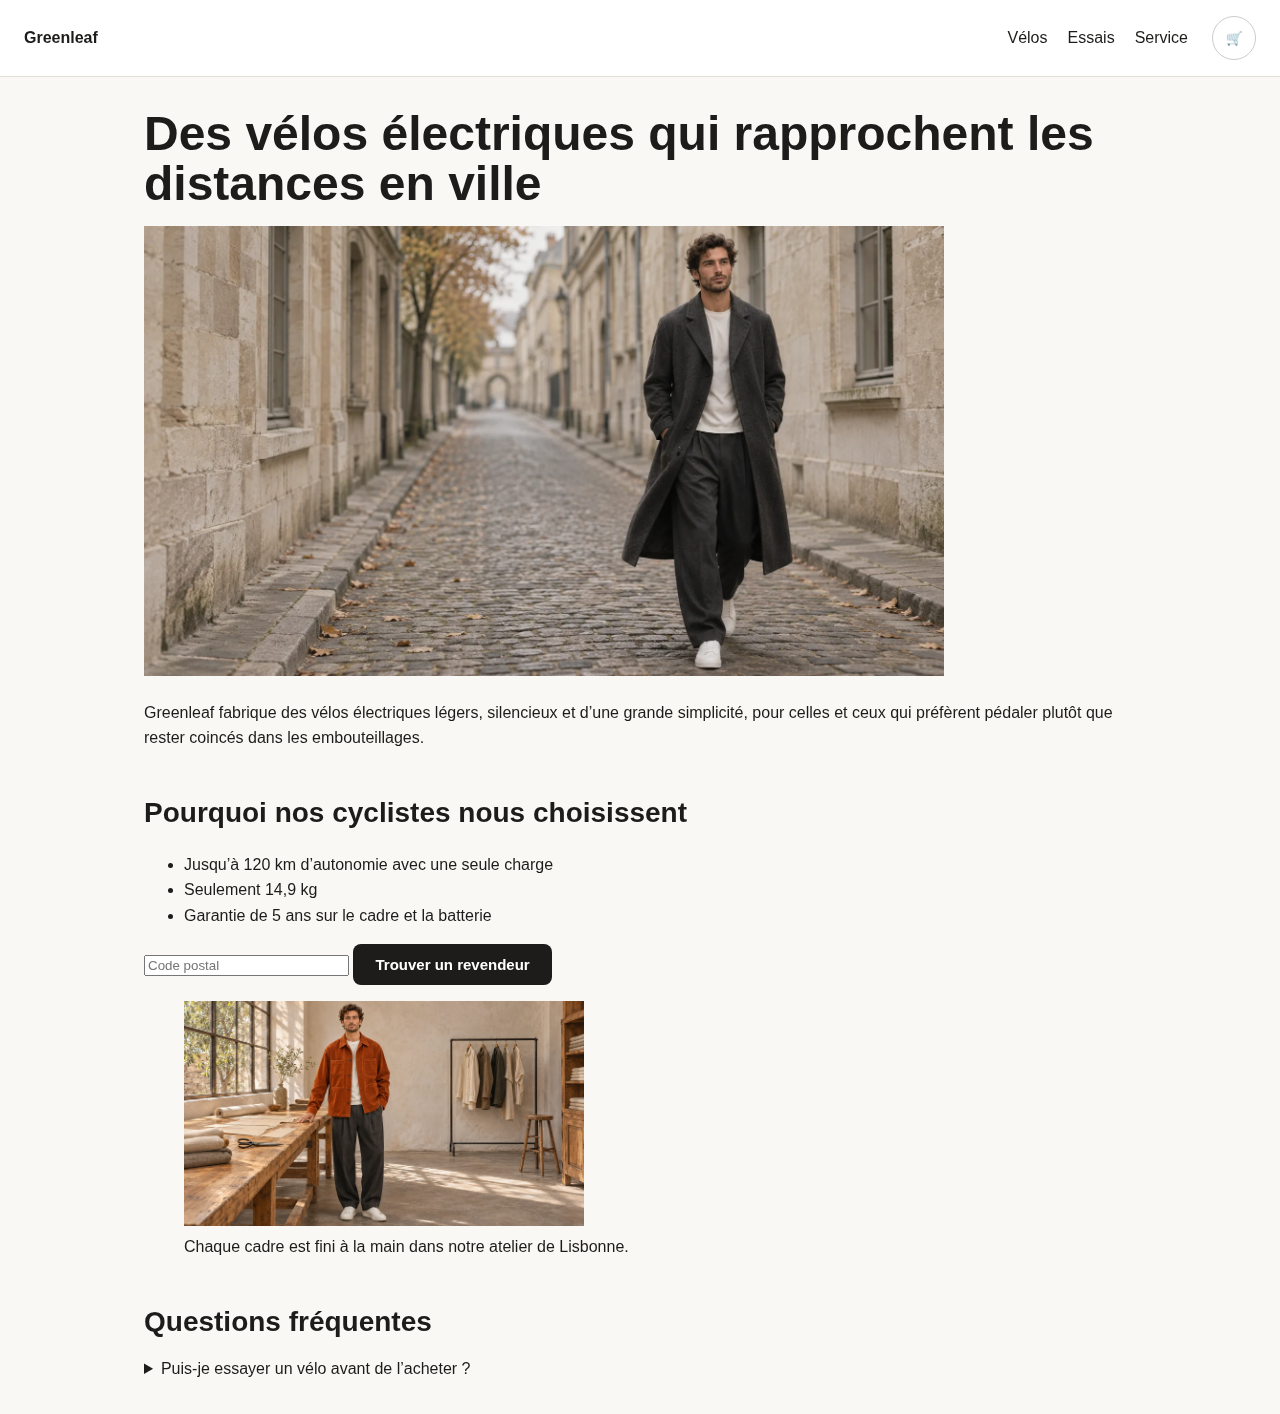 Greenleaf
Vélos Essais Service
Des vélos électriques qui rapprochent les
distances en ville
Greenleaf fabrique des vélos électriques légers, silencieux et d’une grande simplicité, pour celles et ceux qui préfèrent pédaler plutôt que
rester coincés dans les embouteillages.
Pourquoi nos cyclistes nous choisissent
Jusqu’à 120 km d’autonomie avec une seule charge
Seulement 14,9 kg
Garantie de 5 ans sur le cadre et la batterie
Code postal
Trouver un revendeur
Chaque cadre est fini à la main dans notre atelier de Lisbonne.
Questions fréquentes
Puis-je essayer un vélo avant de l’acheter ?